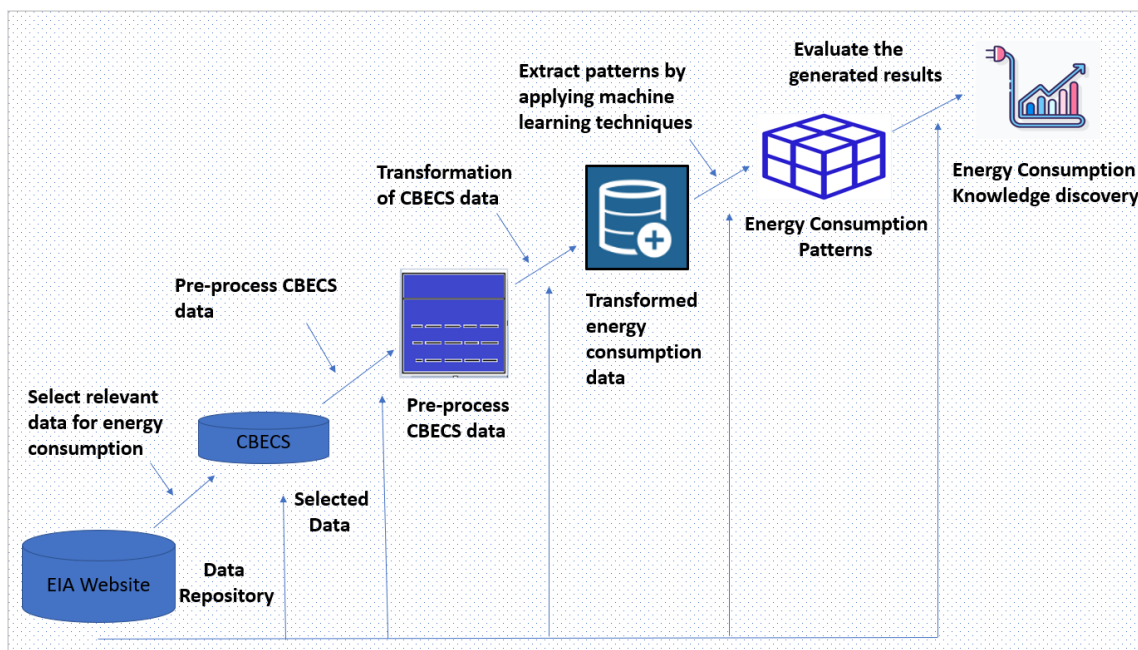 Evaluate the
generated results
Extract patterns by
applying machine
learning techniques
Energy Consumption
Knowledge discovery
Transformation
of CBECS data
Energy Consumption
Patterns
Pre-process CBECS
data
Transformed
energy
consumption
data
Select relevant
data for energy
consumption
Pre-process
CBECS data
CBECS
Selected
Data
EIA Website
Data
Repository